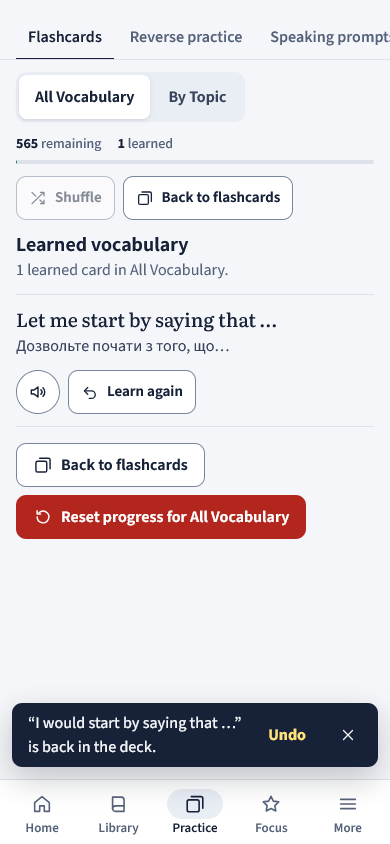 Flashcards Reverse practice Speaking prompts
All Vocabulary By Topic
565 remaining 1 learned
Shuffle Back to flashcards
Learned vocabulary
1 learned card in All Vocabulary.
Let me start by saying that …
Дозвольте почати з того, що…
Learn again
Back to flashcards
Reset progress for All Vocabulary
“I would start by saying that …”
is back in the deck.
Undo
Home Library Practice Focus More